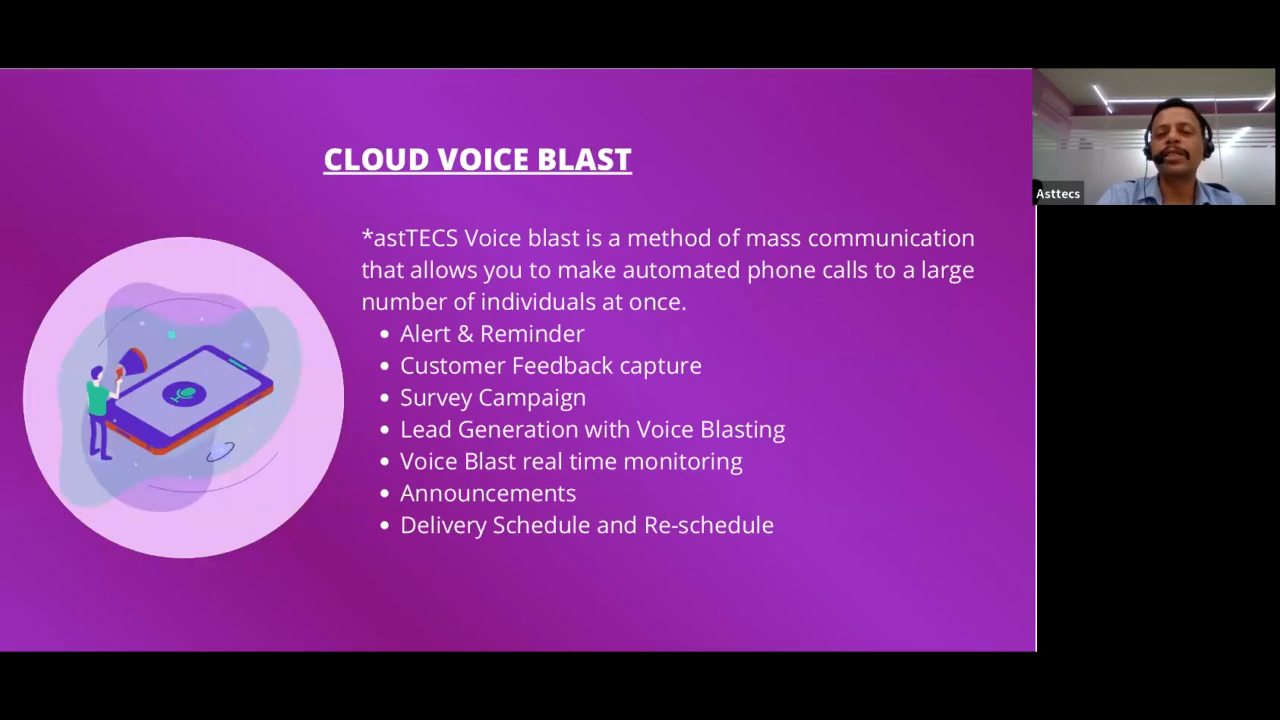 CLOUD VOICE BLAST
*astTECS Voice blast is a method of mass communication
that allows you to make automated phone calls to a large
number of individuals at once.
• Alert & Reminder
• Customer Feedback capture
• Survey Campaign
• Lead Generation with Voice Blasting
• Voice Blast real time monitoring
• Announcements
• Delivery Schedule and Re-schedule
Asttecs